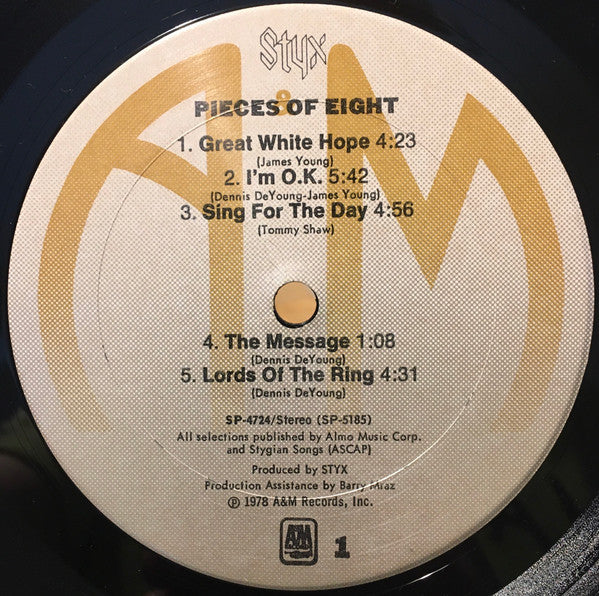 Styx
PIECES OF EIGHT
1. Great White Hope 4:23
(James Young)
2. I'm O.K. 5:42
(Dennis DeYoung-James Young)
3. Sing For The Day 4:56
(Tommy Shaw)
4. The Message 1:08
(Dennis DeYoung)
5. Lords Of The Ring 4:31
(Dennis DeYoung)
SP-4724/Stereo (SP-5185)
All selections published by Almo Music Corp.
and Stygian Songs (ASCAP)
Produced by STYX
Production Assistance by Barry Mraz
℗ 1978 A&M Records, Inc.
A&M
1
A&M